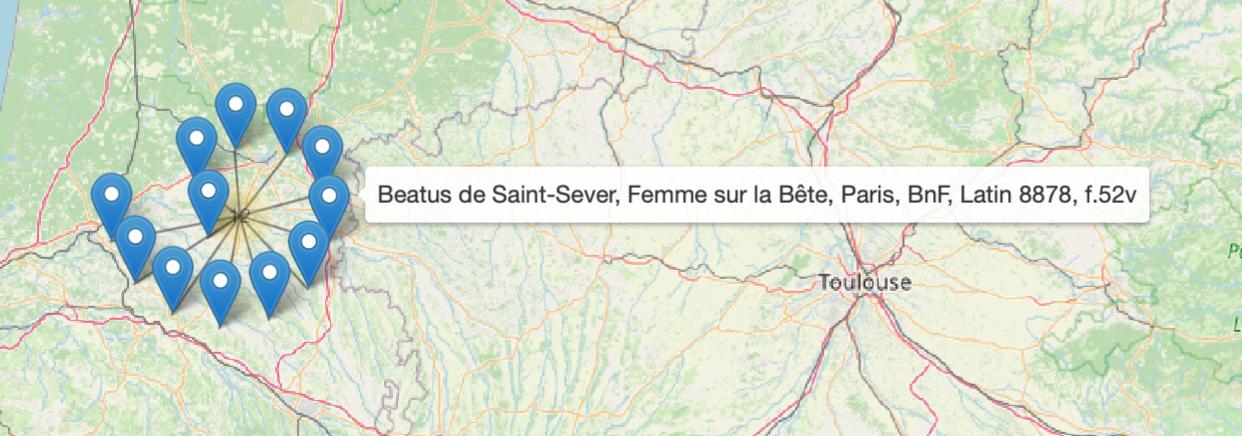 Beatus de Saint-Sever, Femme sur la Bête, Paris, BnF, Latin 8878, f.52v
Toulouse